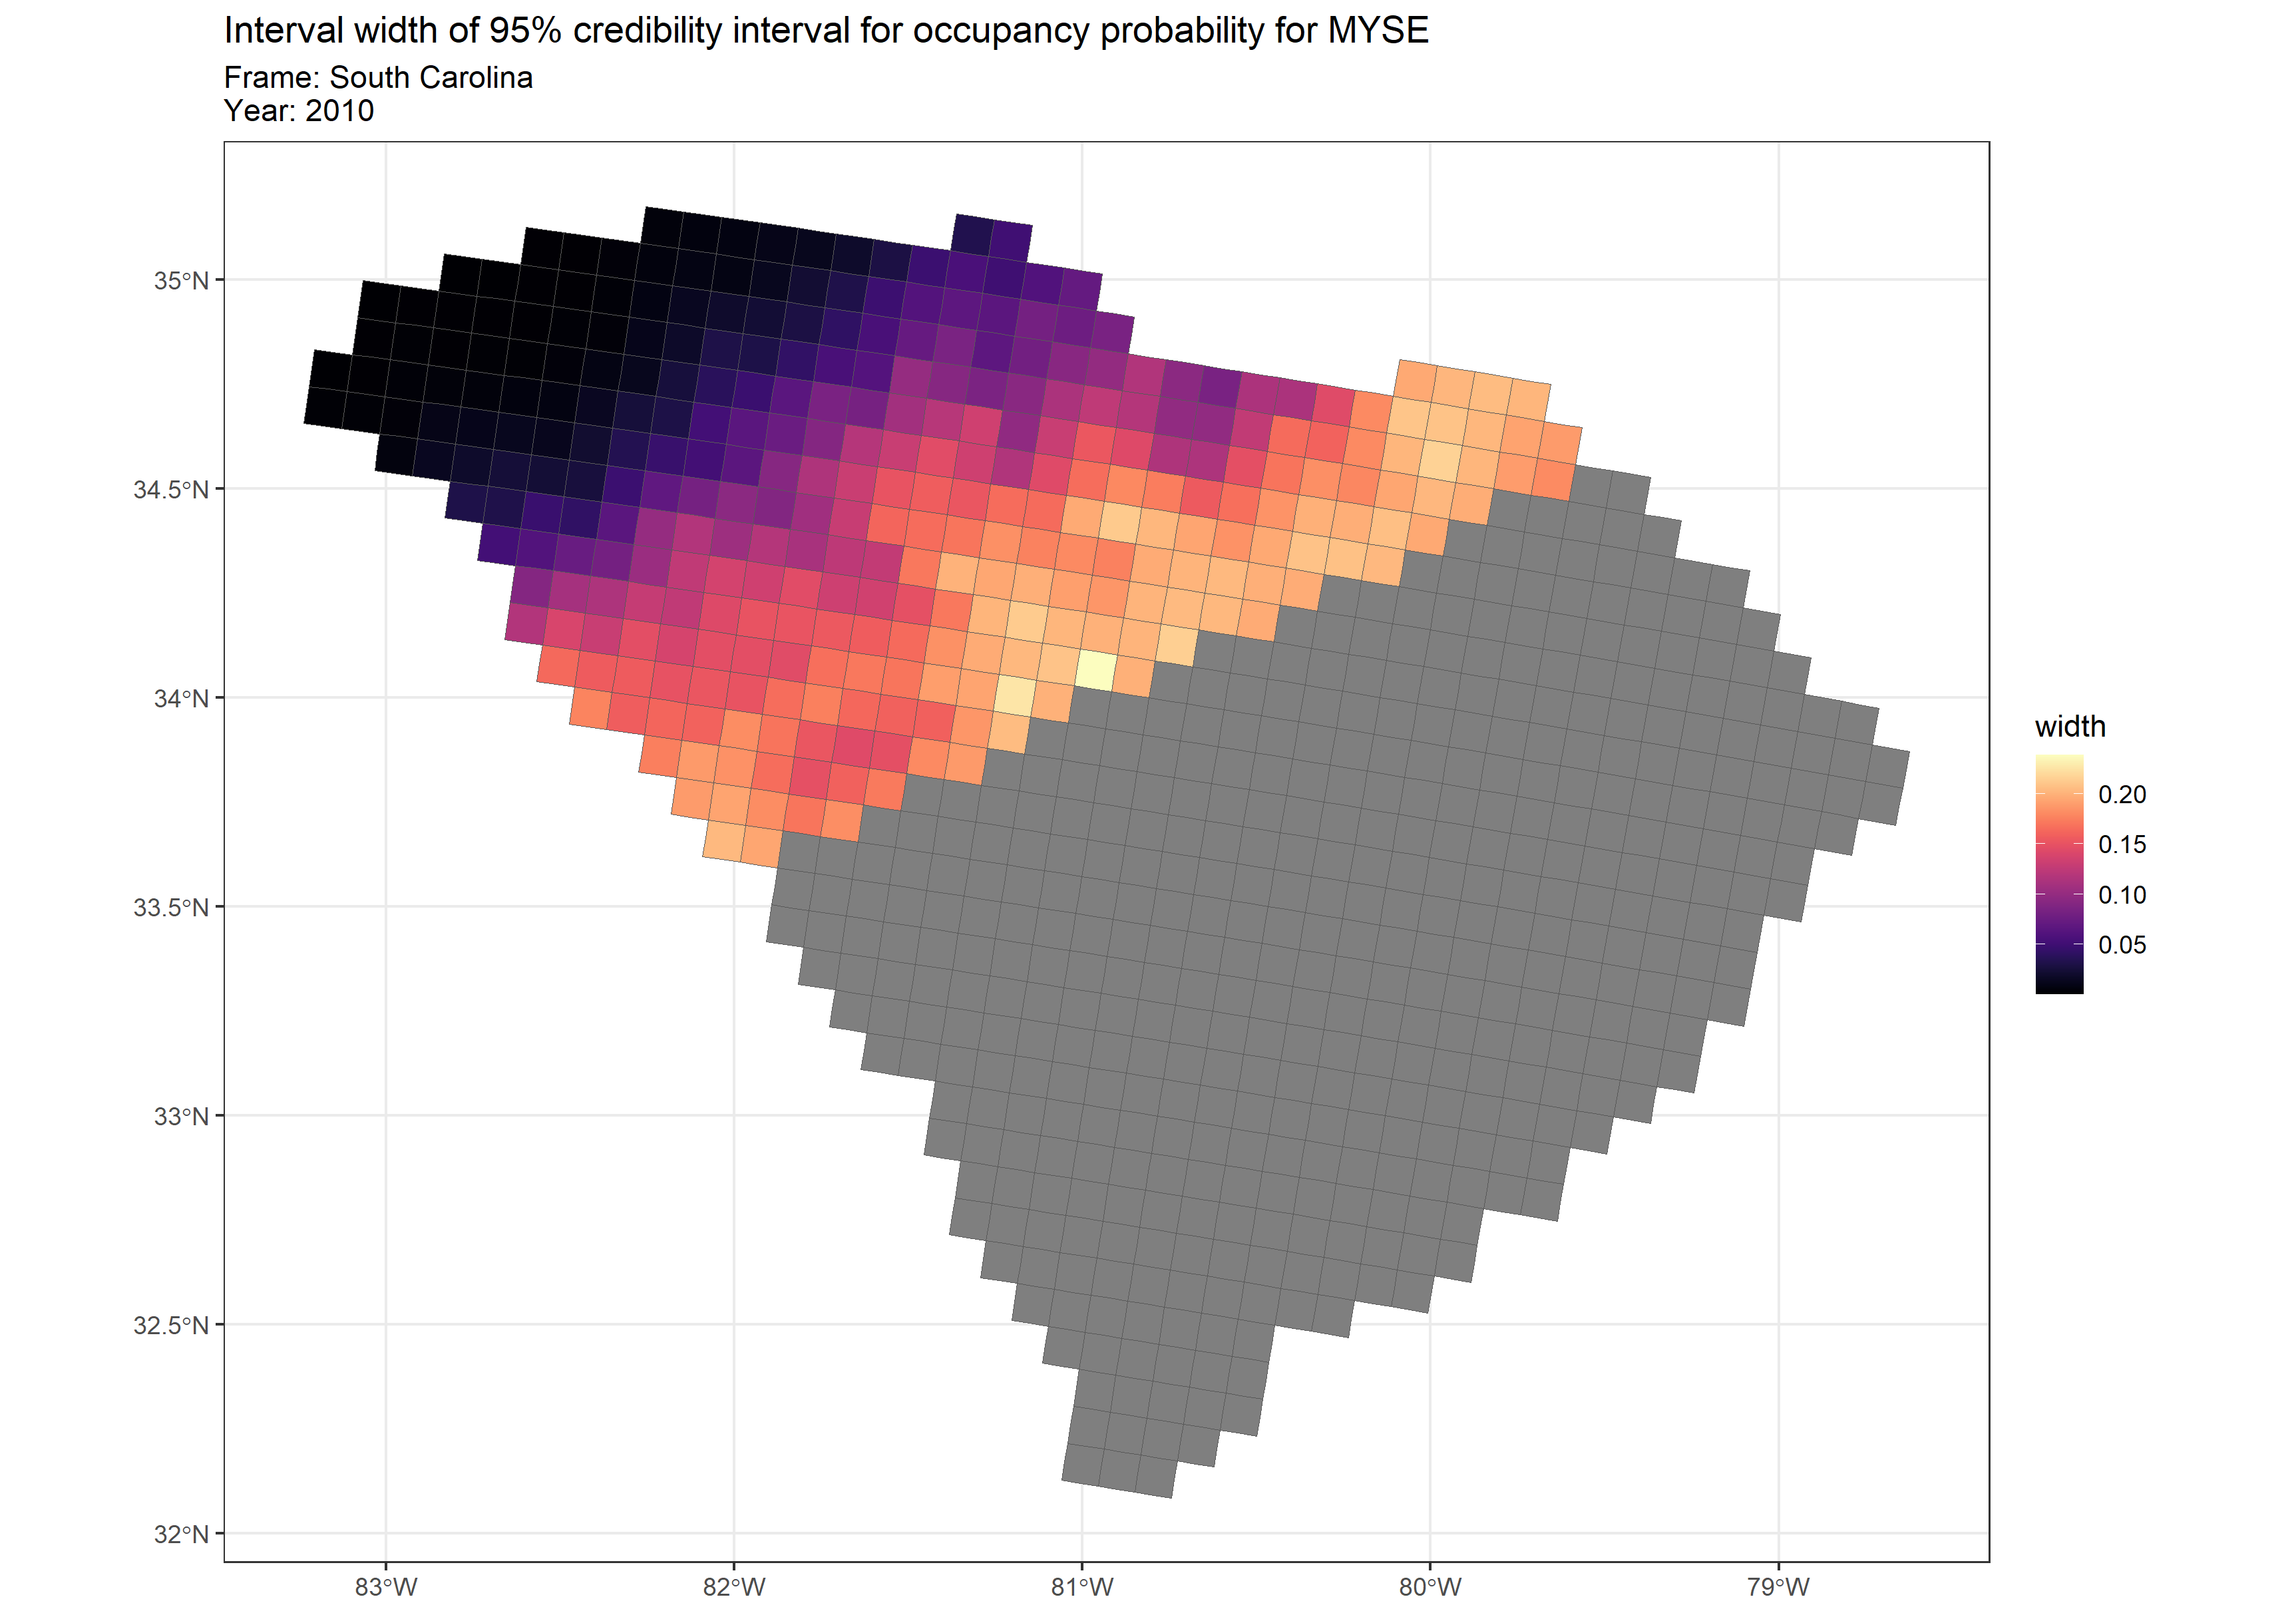 Interval width of 95% credibility interval for occupancy probability for MYSE
Frame: South Carolina
Year: 2010
35°N
34.5°N
34°N
33.5°N
33°N
32.5°N
32°N
83°W
82°W
81°W
80°W
79°W
width
0.20
0.15
0.10
0.05